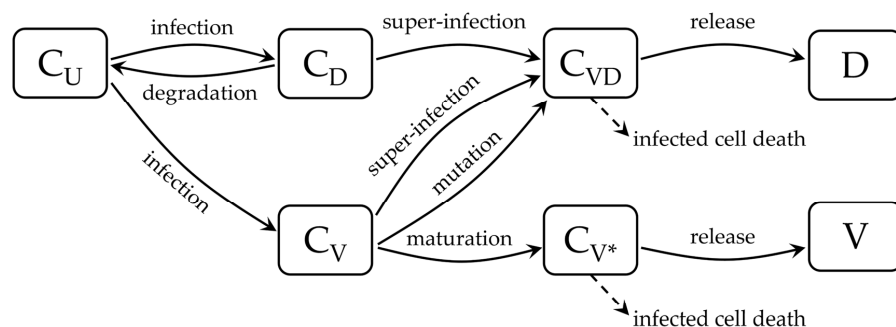 infection
super-infection
release
C_U
C_D
C_VD
D
degradation
super-infection
mutation
infected cell death
infection
C_V
maturation
C_V*
release
V
infected cell death